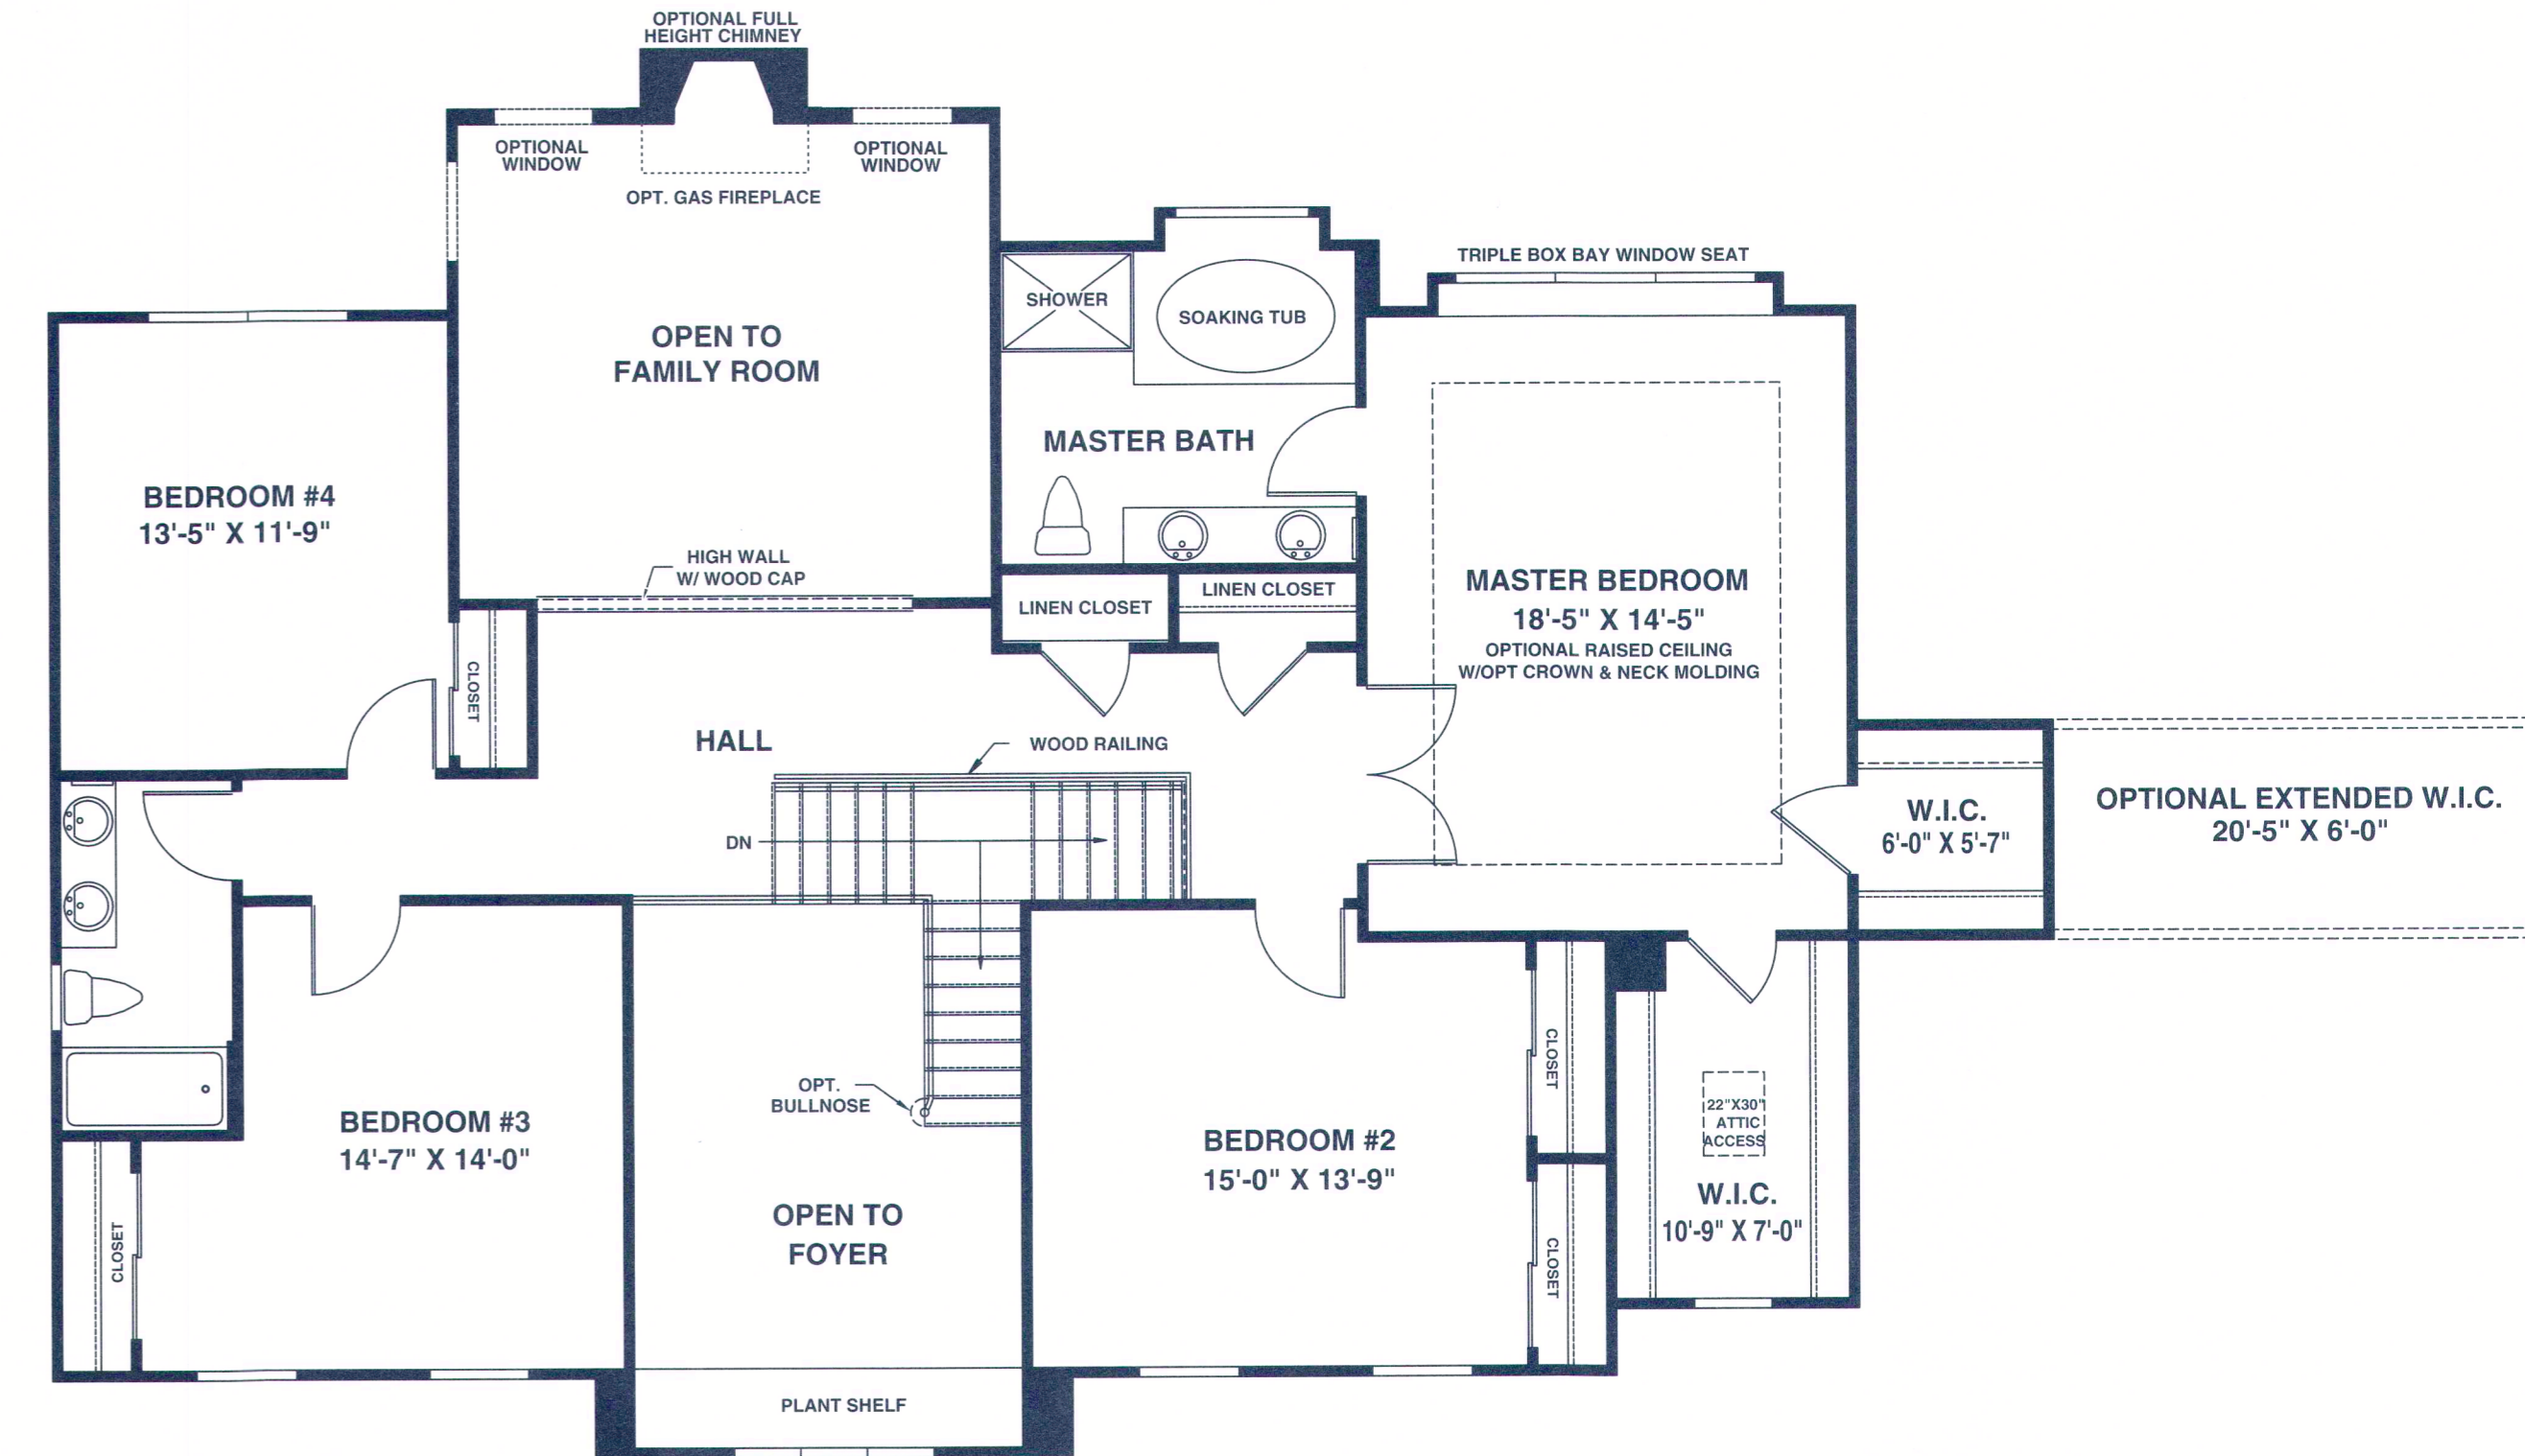 OPTIONAL FULL
HEIGHT CHIMNEY
OPTIONAL
WINDOW
OPTIONAL
WINDOW
OPT. GAS FIREPLACE
OPEN TO
FAMILY ROOM
SHOWER
SOAKING TUB
TRIPLE BOX BAY WINDOW SEAT
MASTER BATH
BEDROOM #4
13'-5" X 11'-9"
HIGH WALL
W/ WOOD CAP
LINEN CLOSET
LINEN CLOSET
MASTER BEDROOM
18'-5" X 14'-5"
OPTIONAL RAISED CEILING
W/OPT CROWN & NECK MOLDING
CLOSET
HALL
WOOD RAILING
DN
W.I.C.
6'-0" X 5'-7"
OPTIONAL EXTENDED W.I.C.
20'-5" X 6'-0"
OPT.
BULLNOSE
BEDROOM #3
14'-7" X 14'-0"
CLOSET
OPEN TO
FOYER
BEDROOM #2
15'-0" X 13'-9"
CLOSET
CLOSET
22"X30"
ATTIC
ACCESS
W.I.C.
10'-9" X 7'-0"
PLANT SHELF